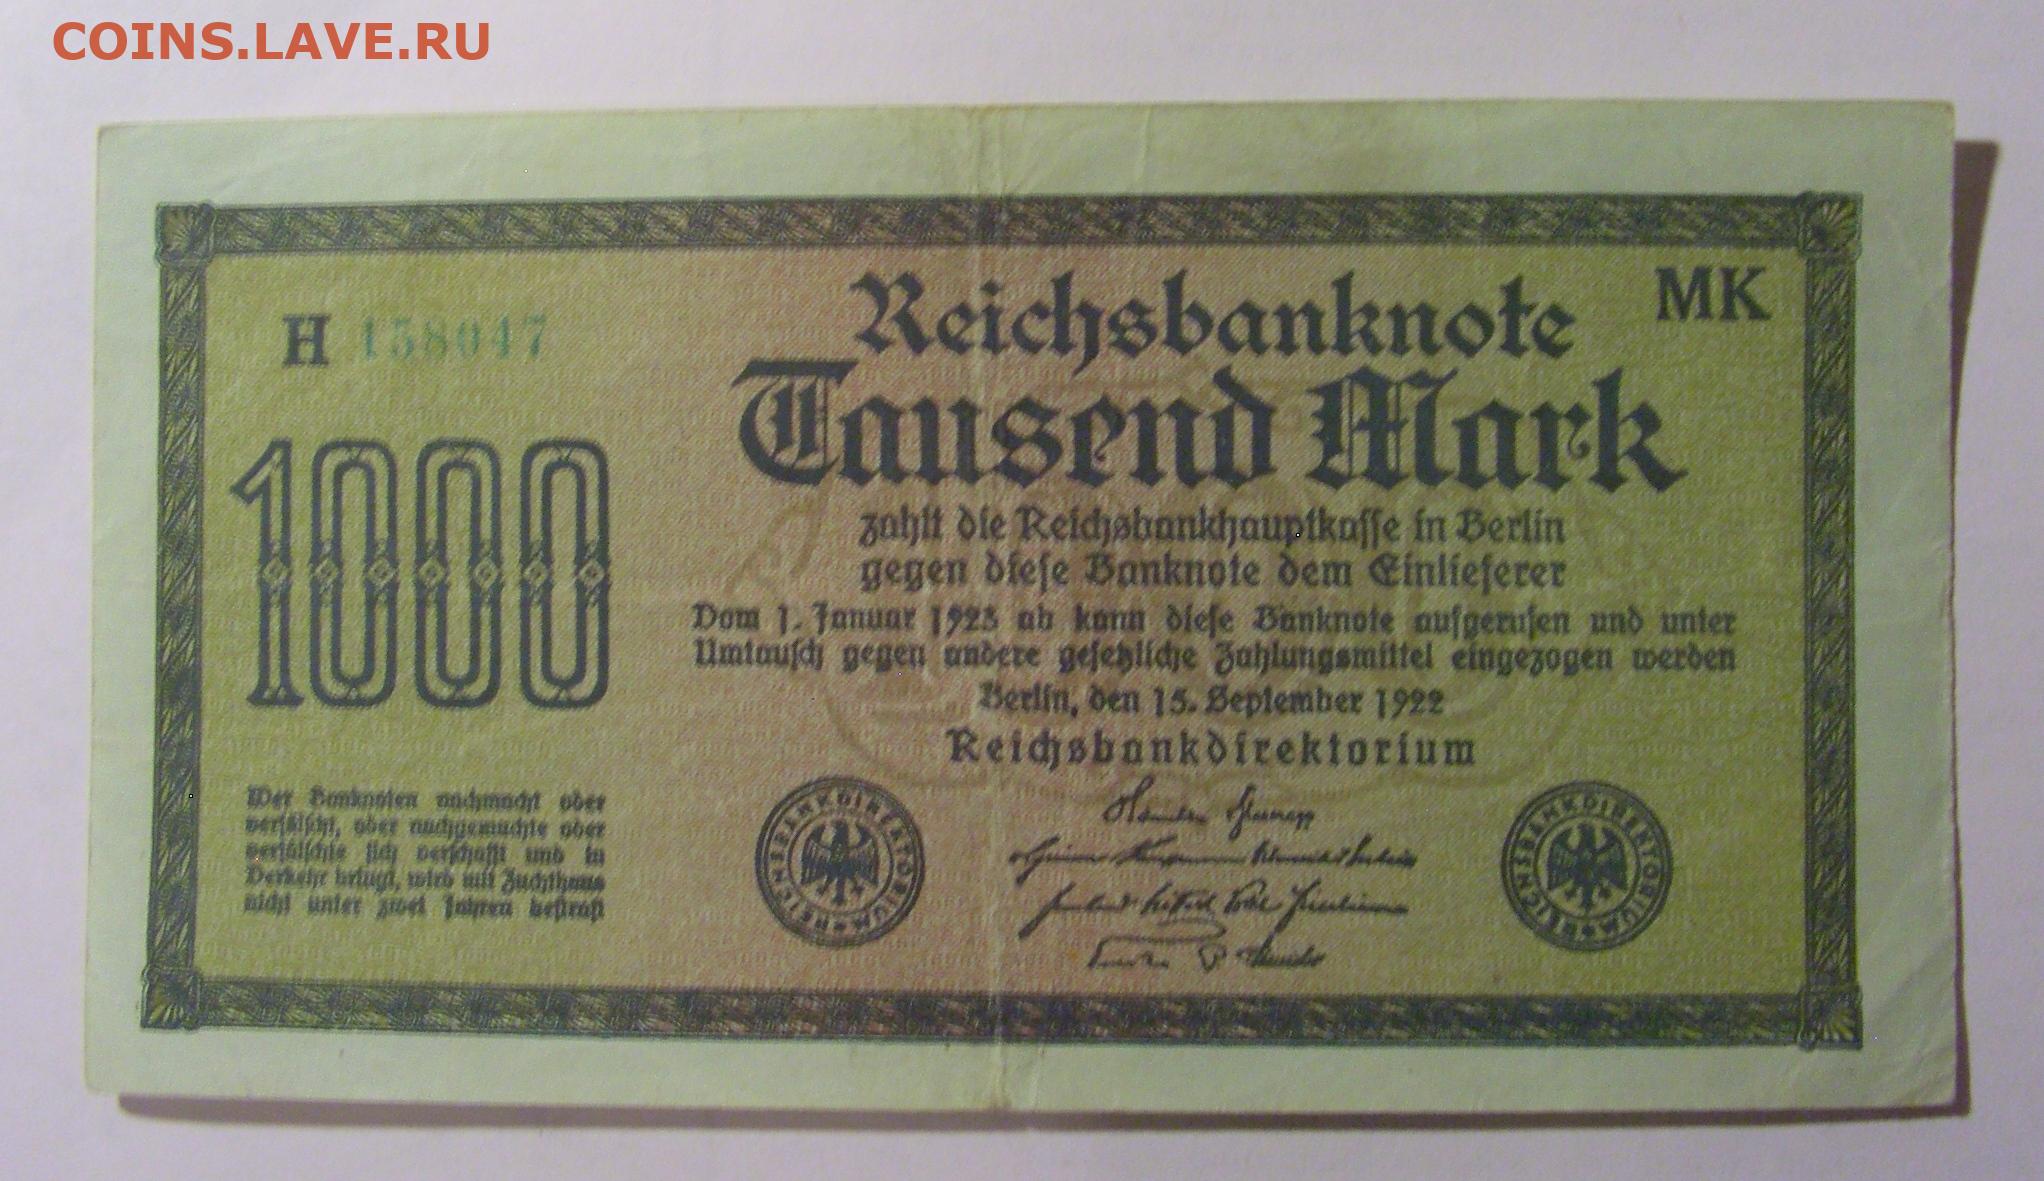 COINS.LAVE.RU
H 158047
MK
Reichsbanknote
Tausend Mark
1000
zahlt die Reichsbankhauptkasse in Berlin
gegen diese Banknote dem Einlieferer
Vom 1. Januar 1923 ab kann diese Banknote aufgerufen und unter
Umtausch gegen andere gesetzliche Zahlungsmittel eingezogen werden
Berlin, den 15. September 1922
Reichsbankdirektorium
Wer Banknoten nachmacht oder
verfälscht, oder nachgemachte oder
verfälschte sich verschafft und in
Verkehr bringt, wird mit Zuchthaus
nicht unter zwei Jahren bestraft
REICHSBANKDIREKTORIUM
REICHSBANKDIREKTORIUM